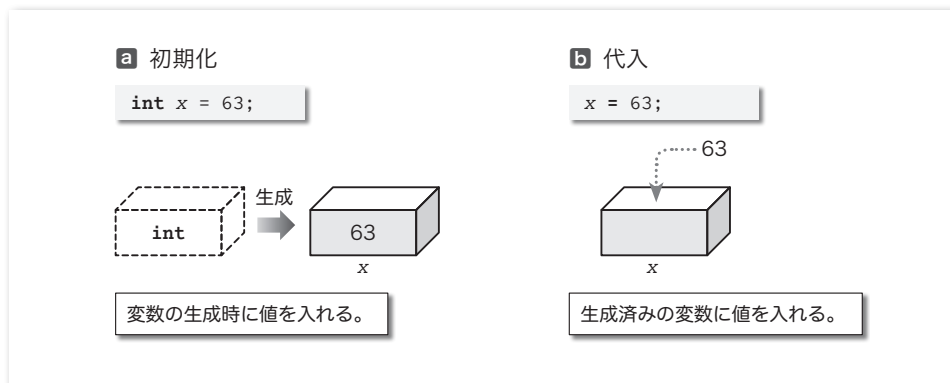 a 初期化
int x = 63;
int
生成
63
x
変数の生成時に値を入れる。
b 代入
x = 63;
63
x
生成済みの変数に値を入れる。